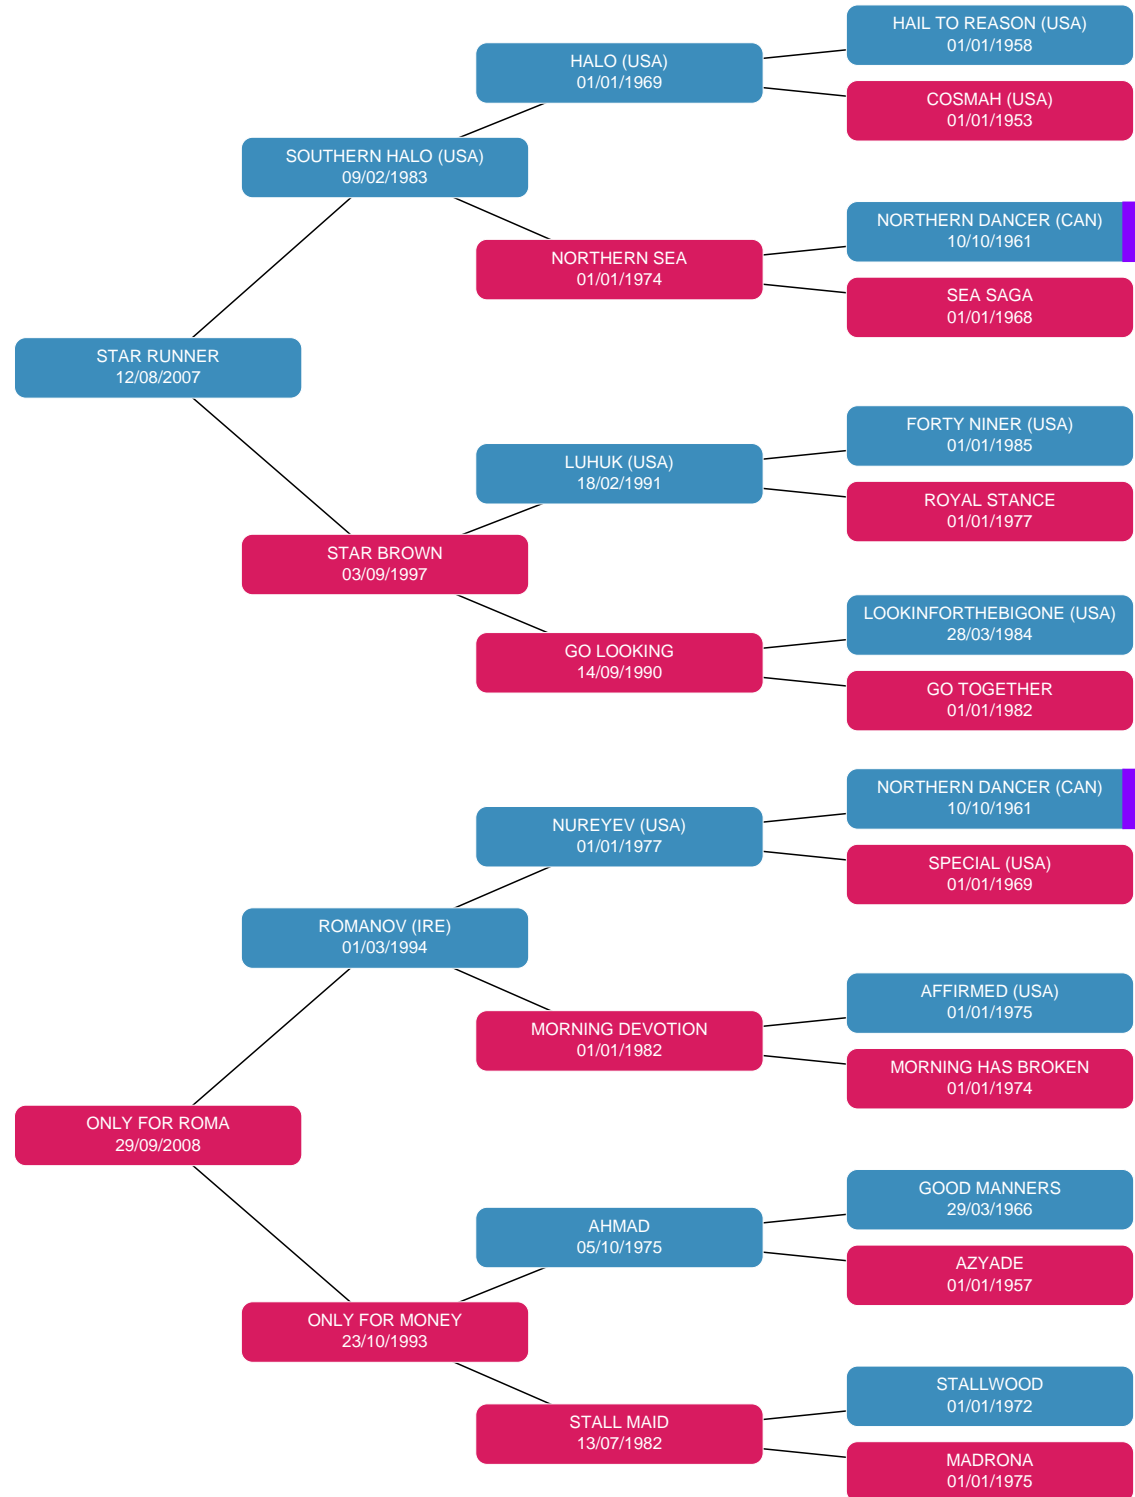 HAIL TO REASON (USA)
01/01/1958
HALO (USA)
01/01/1969
COSMAH (USA)
01/01/1953
SOUTHERN HALO (USA)
09/02/1983
NORTHERN DANCER (CAN)
10/10/1961
NORTHERN SEA
01/01/1974
SEA SAGA
01/01/1968
STAR RUNNER
12/08/2007
FORTY NINER (USA)
01/01/1985
LUHUK (USA)
18/02/1991
ROYAL STANCE
01/01/1977
STAR BROWN
03/09/1997
LOOKINFORTHEBIGONE (USA)
28/03/1984
GO LOOKING
14/09/1990
GO TOGETHER
01/01/1982
NORTHERN DANCER (CAN)
10/10/1961
NUREYEV (USA)
01/01/1977
SPECIAL (USA)
01/01/1969
ROMANOV (IRE)
01/03/1994
AFFIRMED (USA)
01/01/1975
MORNING DEVOTION
01/01/1982
MORNING HAS BROKEN
01/01/1974
ONLY FOR ROMA
29/09/2008
GOOD MANNERS
29/03/1966
AHMAD
05/10/1975
AZYADE
01/01/1957
ONLY FOR MONEY
23/10/1993
STALLWOOD
01/01/1972
STALL MAID
13/07/1982
MADRONA
01/01/1975